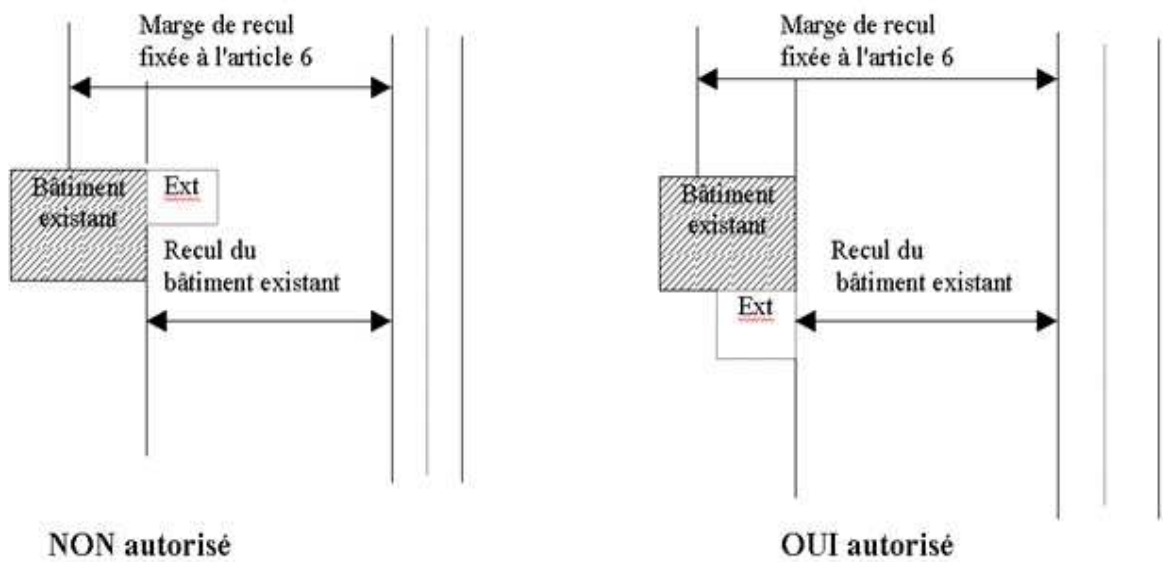 Marge de recul
fixée à l'article 6
Bâtiment
existant
Ext
Recul du
bâtiment existant
NON autorisé
Marge de recul
fixée à l'article 6
Bâtiment
existant
Ext
Recul du
bâtiment existant
OUI autorisé